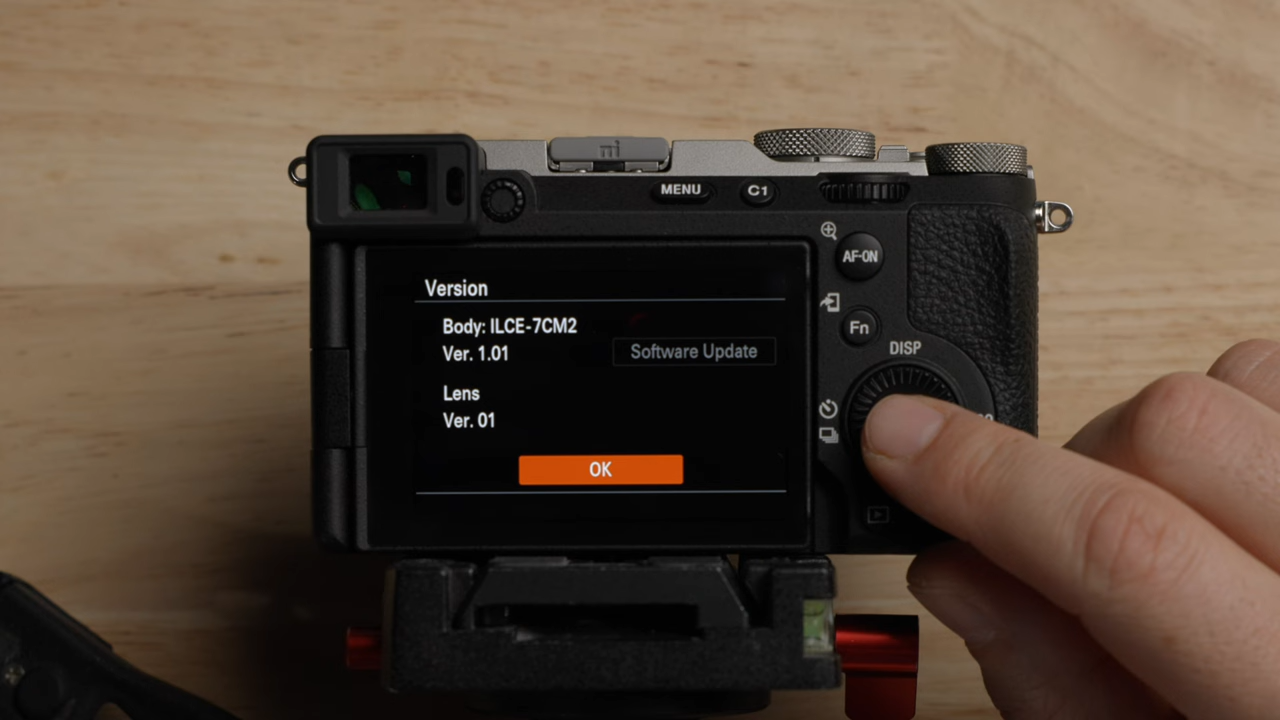 MENU
C1
AF-ON
Fn
DISP
Version
Body: ILCE-7CM2
Ver. 1.01
Software Update
Lens
Ver. 01
OK